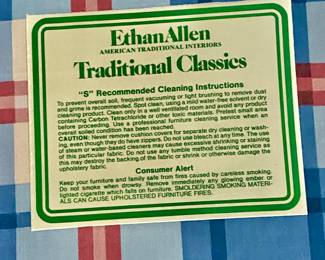 EthanAllen
AMERICAN TRADITIONAL INTERIORS
Traditional Classics
"S" Recommended Cleaning Instructions
To prevent overall soil, frequent vacuuming or light brushing to remove dust
and grime is recommended. Spot clean, using a mild water-free solvent or dry
cleaning product. Clean only in a well ventilated room and avoid any product
containing Carbon Tetrachloride or other toxic materials. Pretest small area
before proceeding. Use a professional furniture cleaning service when an
overall soiled condition has been reached.
CAUTION: Never remove cushion covers for separate dry cleaning or wash-
ing, even though they do have zippers. Do not use bleach at any time. The use
of steam or water-based cleaners may cause excessive shrinking or staining
of this particular fabric. Do not use any tumble method cleaning service as
this may destroy the backing of the fabric or shrink or otherwise damage the
upholstery fabric.
Consumer Alert
Keep your furniture and family safe from fires caused by careless smoking.
Do not smoke when drowsy. Remove immediately any glowing ember or
lighted cigarette which falls on furniture. SMOLDERING SMOKING MATERI-
ALS CAN CAUSE UPHOLSTERED FURNITURE FIRES.